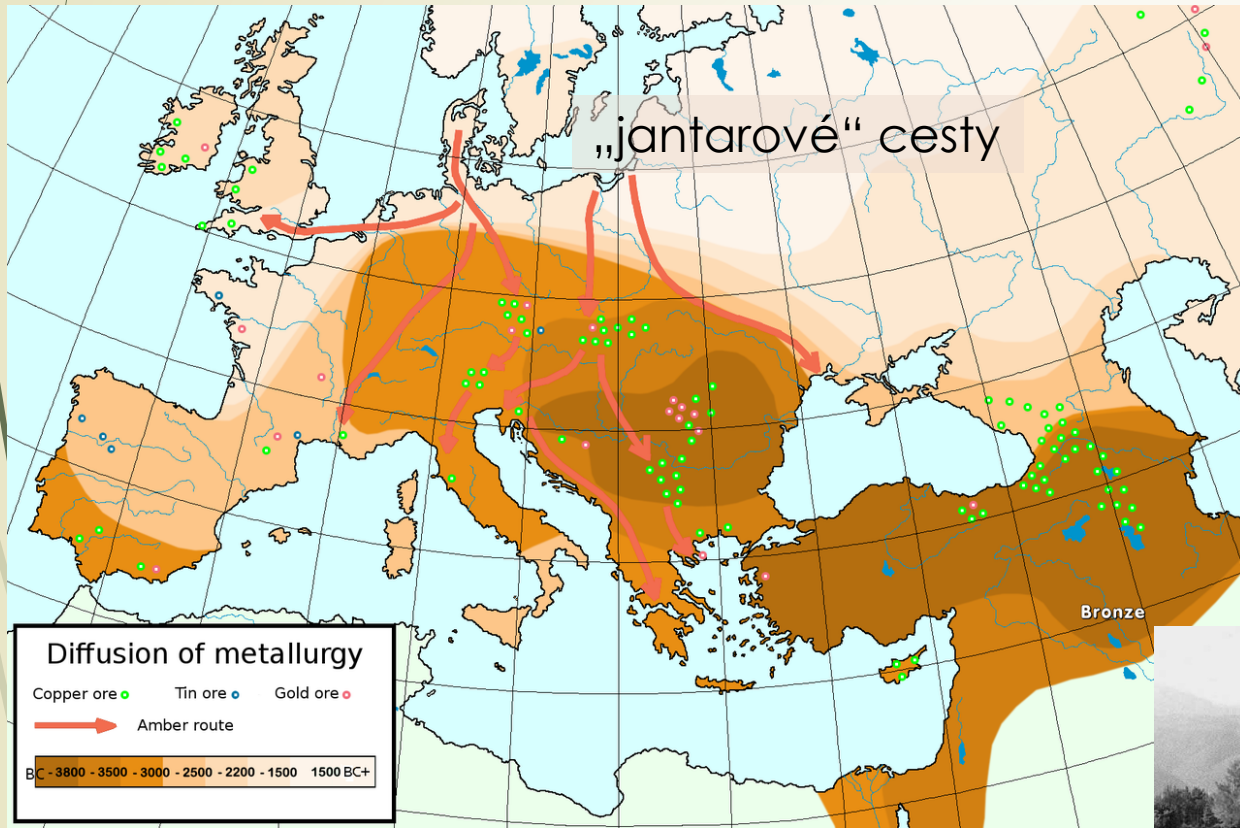 „jantarové“ cesty
Bronze
Diffusion of metallurgy
Copper ore Tin ore Gold ore
Amber route
BC - 3800 - 3500 - 3000 - 2500 - 2200 - 1500 1500 BC+